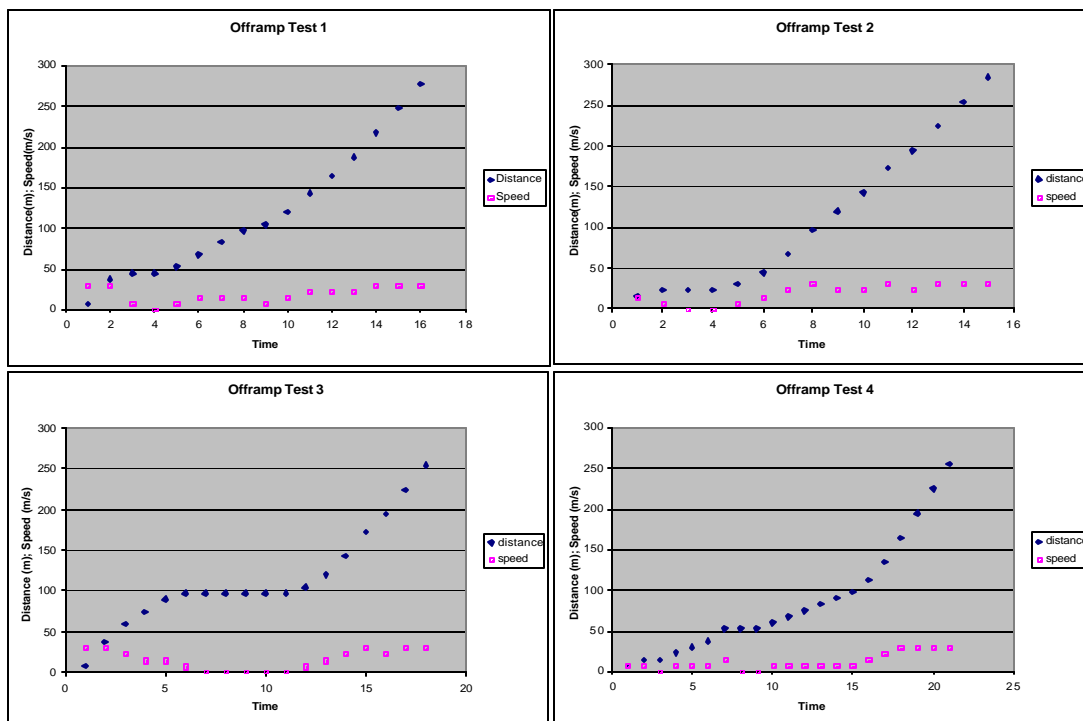 Offramp Test 1
300
250
200
150
100
50
0
0 2 4 6 8 10 12 14 16 18
Time
Distance(m); Speed(m/s)
Distance
Speed
Offramp Test 2
300
250
200
150
100
50
0
0 2 4 6 8 10 12 14 16
Time
Distance(m); Speed (m/s)
distance
speed
Offramp Test 3
300
250
200
150
100
50
0
0 5 10 15 20
Time
Distance (m); Speed (m/s)
distance
speed
Offramp Test 4
300
250
200
150
100
50
0
0 5 10 15 20 25
Time
Distance (m); Speed (m/s)
distance
speed